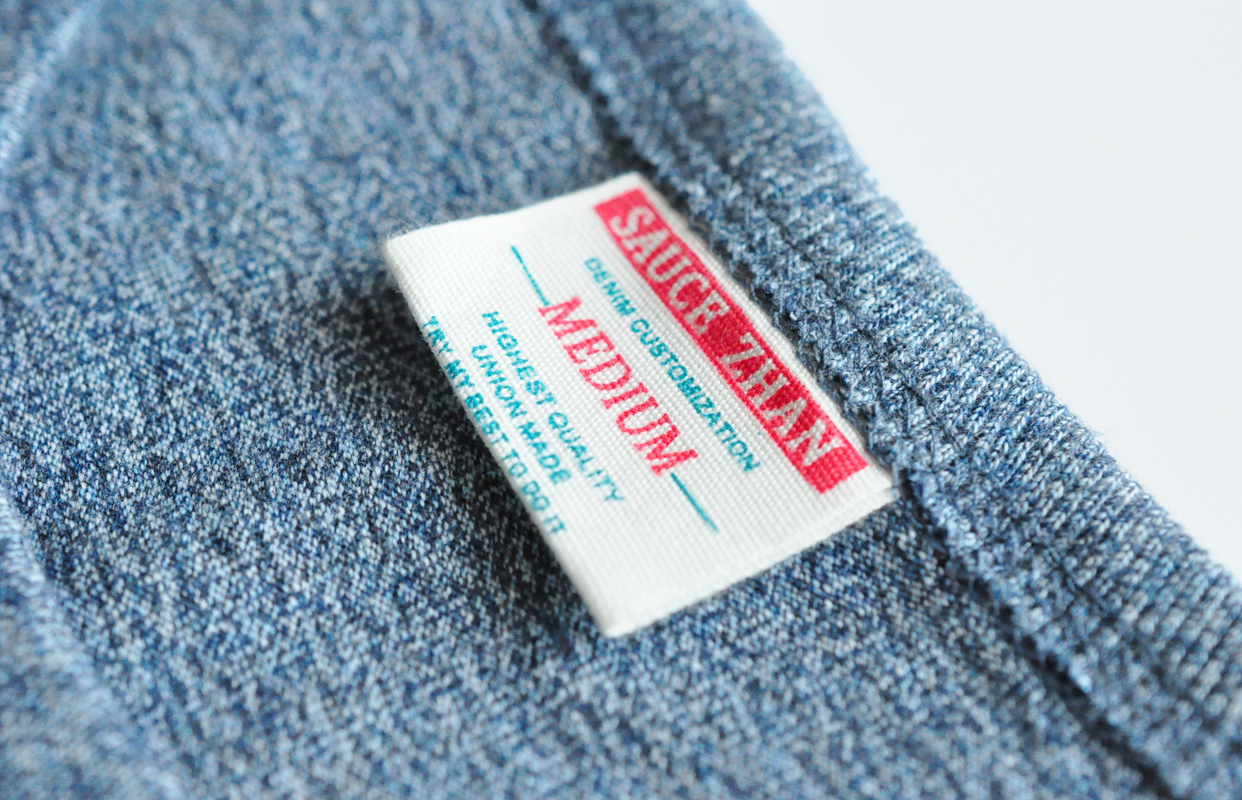 SAUCE ZHAN
DENIM CUSTOMIZATION
MEDIUM
HIGHEST QUALITY
UNION MADE
TRY MY BEST TO DO IT